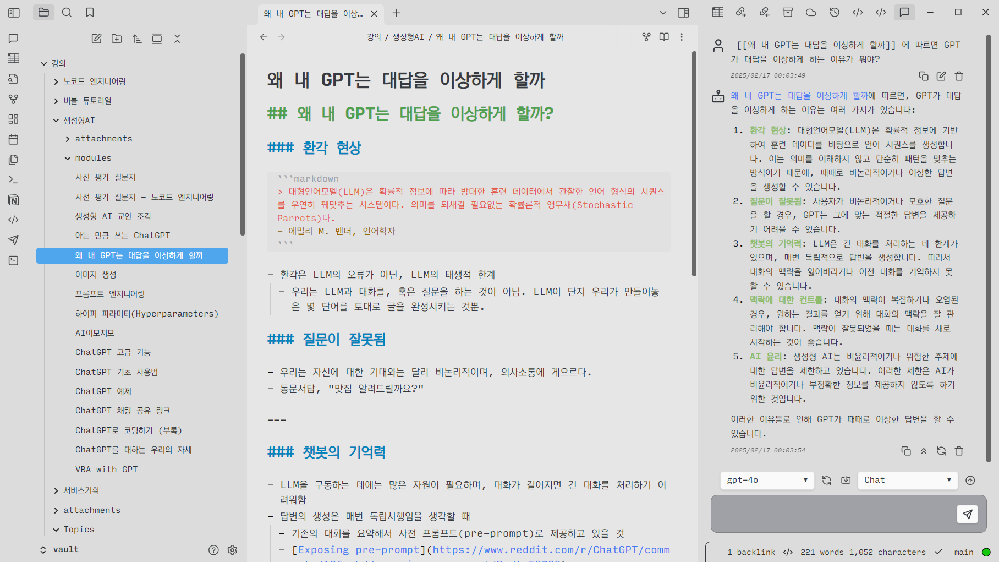 왜 내 GPT는 대답을 이상...
강의
노코드 엔지니어링
버블 튜토리얼
생성형AI
attachments
modules
사전 평가 질문지
사전 평가 질문지 - 노코드 엔지니어링
생성형 AI 교안 조각
아는 만큼 쓰는 ChatGPT
왜 내 GPT는 대답을 이상하게 할까
이미지 생성
프롬프트 엔지니어링
하이퍼 파라미터(Hyperparameters)
AI이모저모
ChatGPT 고급 기능
ChatGPT 기초 사용법
ChatGPT 예제
ChatGPT 채팅 공유 링크
ChatGPT로 코딩하기 (부록)
ChatGPT를 대하는 우리의 자세
VBA with GPT
서비스기획
attachments
Topics
vault
강의 / 생성형AI / 왜 내 GPT는 대답을 이상하게 할까
왜 내 GPT는 대답을 이상하게 할까
## 왜 내 GPT는 대답을 이상하게 할까?
### 환각 현상
```markdown
> 대형언어모델(LLM)은 확률적 정보에 따라 방대한 훈련 데이터에서 관찰한 언어 형식의 시퀀스
를 우연히 꿰맞추는 시스템이다. 의미를 되새길 필요없는 확률론적 앵무새(Stochastic
Parrots)다.
- 에밀리 M. 벤더, 언어학자
```
- 환각은 LLM의 오류가 아닌, LLM의 태생적 한계
- 우리는 LLM과 대화를, 혹은 질문을 하는 것이 아님. LLM이 단지 우리가 만들어놓
은 몇 단어를 토대로 글을 완성시키는 것뿐.
### 질문이 잘못됨
- 우리는 자신에 대한 기대와는 달리 비논리적이며, 의사소통에 게으르다.
- 동문서답, "맛집 알려드릴까요?"
---
### 챗봇의 기억력
- LLM을 구동하는 데에는 많은 자원이 필요하며, 대화가 길어지면 긴 대화를 처리하기 어
려워함
- 답변의 생성은 매번 독립시행임을 생각할 때
- 기존의 대화를 요약해서 사전 프롬프트(pre-prompt)로 제공하고 있을 것
- [Exposing pre-prompt](https://www.reddit.com/r/ChatGPT/comm
[[왜 내 GPT는 대답을 이상하게 할까]] 에 따르면 GPT
가 대답을 이상하게 하는 이유가 뭐야?
2025/02/17 00:03:49
왜 내 GPT는 대답을 이상하게 할까에 따르면, GPT가 대답
을 이상하게 하는 이유는 여러 가지가 있습니다:
1. 환각 현상: 대형언어모델(LLM)은 확률적 정보에 기반
하여 훈련 데이터를 바탕으로 언어 시퀀스를 생성합니
다. 이는 의미를 이해하지 않고 단순히 패턴을 맞추는
방식이기 때문에, 때때로 비논리적이거나 이상한 답변
을 생성할 수 있습니다.
2. 질문이 잘못됨: 사용자가 비논리적이거나 모호한 질문
을 할 경우, GPT는 그에 맞는 적절한 답변을 제공하
기 어려울 수 있습니다.
3. 챗봇의 기억력: LLM은 긴 대화를 처리하는 데 한계가
있으며, 매번 독립적으로 답변을 생성합니다. 따라서
대화의 맥락을 잃어버리거나 이전 대화를 기억하지 못
할 수 있습니다.
4. 맥락에 대한 컨트롤: 대화의 맥락이 복잡하거나 오염된
경우, 원하는 결과를 얻기 위해 대화의 맥락을 잘 관
리해야 합니다. 맥락이 잘못되었을 때는 대화를 새로
시작하는 것이 좋습니다.
5. AI 윤리: 생성형 AI는 비윤리적이거나 위험한 주제에
대한 답변을 제한하고 있습니다. 이러한 제한은 AI가
비윤리적이거나 부정확한 정보를 제공하지 않도록 하기
위한 것입니다.
이러한 이유들로 인해 GPT가 때때로 이상한 답변을 할 수
있습니다.
2025/02/17 00:03:54
gpt-4o
Chat
1 backlink 221 words 1,052 characters main